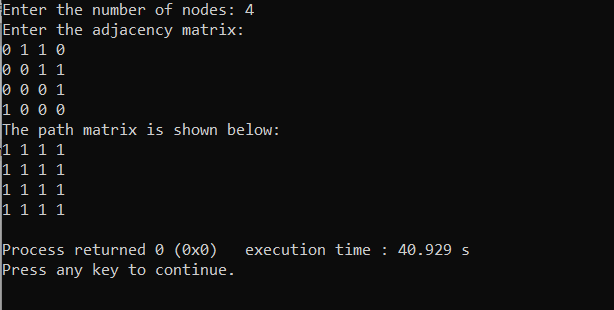 Enter the number of nodes: 4
Enter the adjacency matrix:
0 1 1 0
0 0 1 1
0 0 0 1
1 0 0 0
The path matrix is shown below:
1 1 1 1
1 1 1 1
1 1 1 1
1 1 1 1
Process returned 0 (0x0)   execution time : 40.929 s
Press any key to continue.